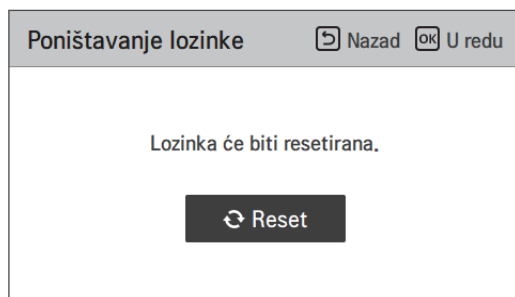 Poništavanje lozinke Nazad OK U redu
Lozinka će biti resetirana.
Reset